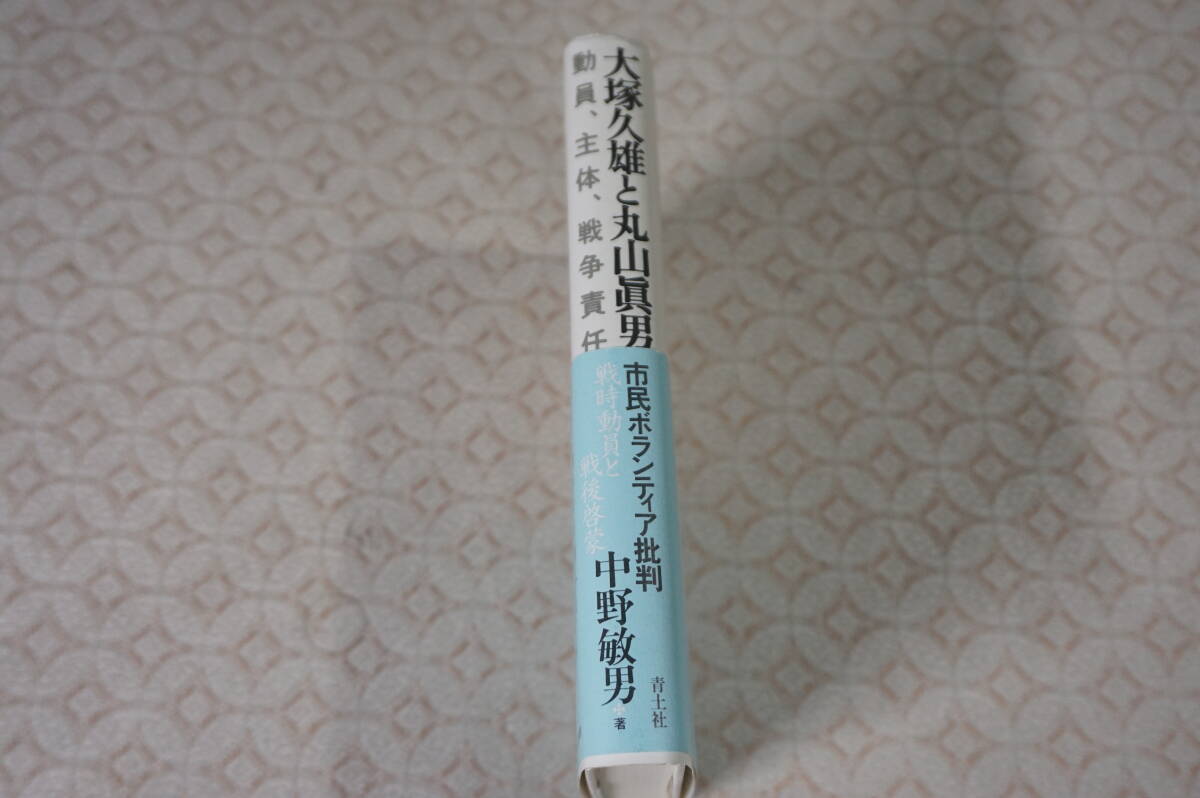 大塚久雄と丸山眞男
動員、主体、戦争責任
市民ボランティア批判
戦時動員と
戦後啓蒙
中野敏男 著
青土社